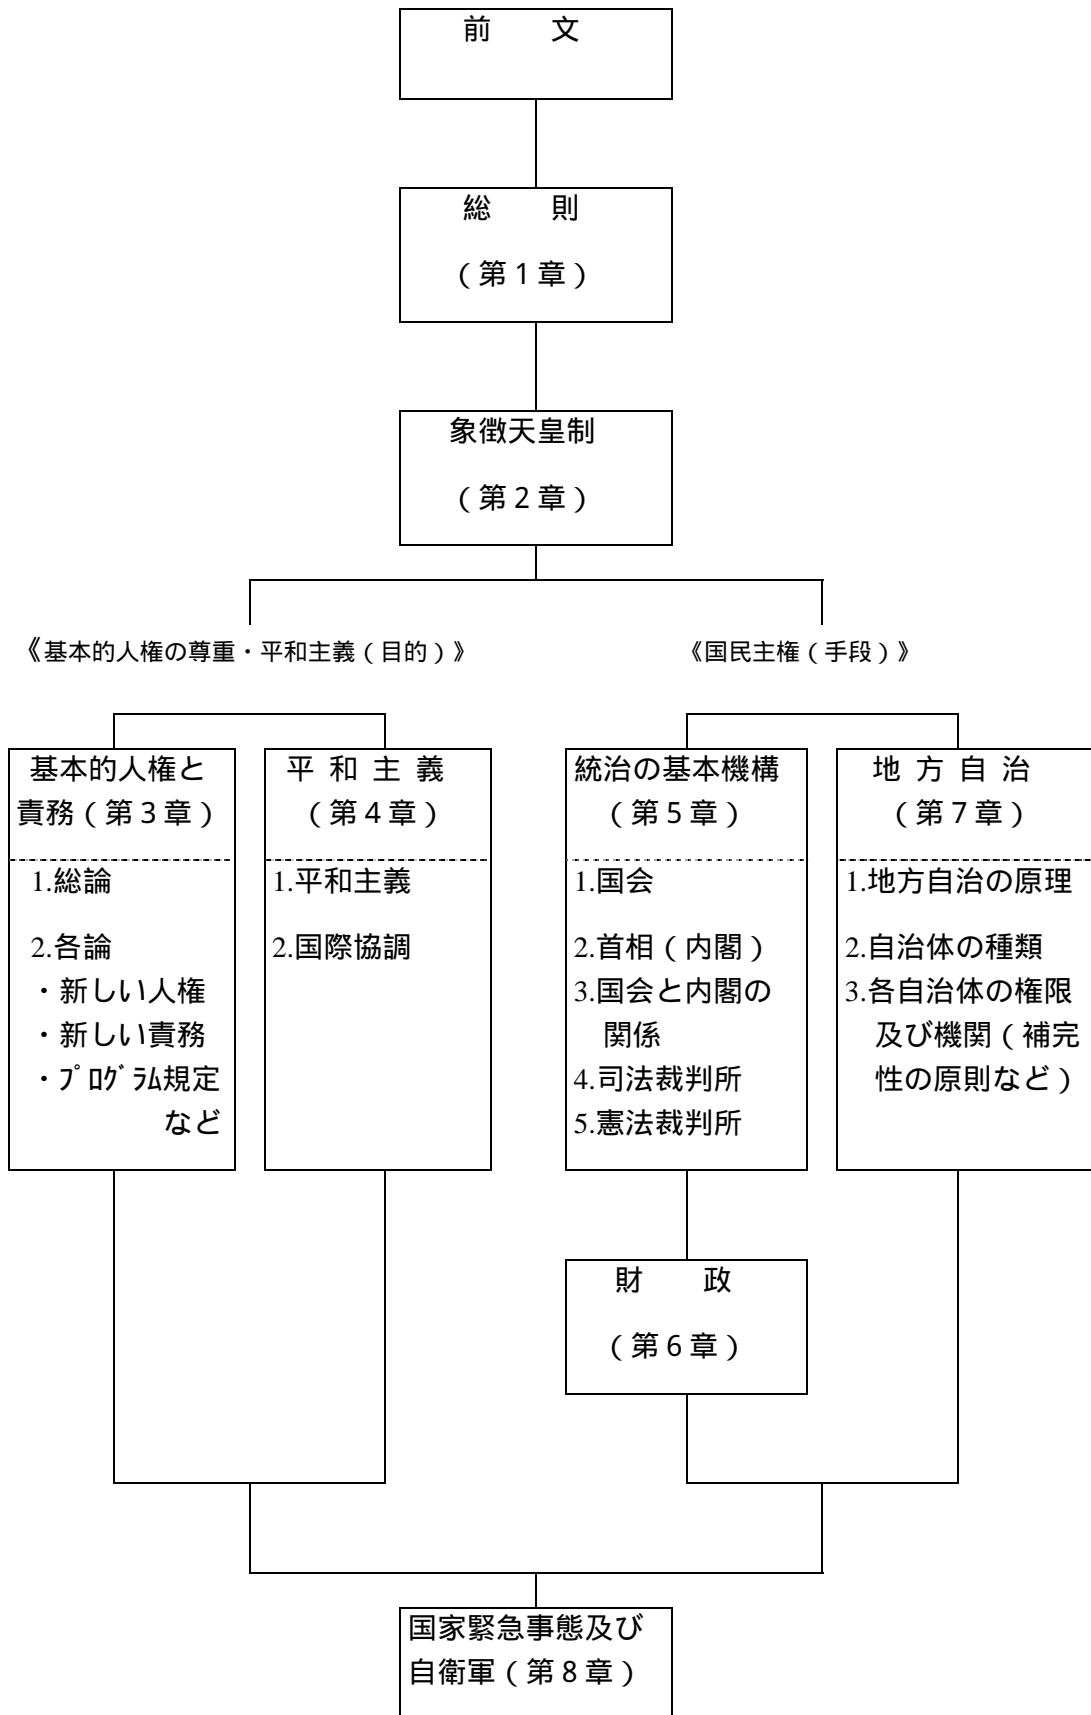 前　　文
総　　則
（第１章）
象徴天皇制
（第２章）
《基本的人権の尊重・平和主義（目的）》
《国民主権（手段）》
基本的人権と
責務（第３章）
1.総論
2.各論
・新しい人権
・新しい責務
・ﾌﾟﾛｸﾞﾗﾑ規定
など
平 和 主 義
（第４章）
1.平和主義
2.国際協調
統治の基本機構
（第５章）
1.国会
2.首相（内閣）
3.国会と内閣の
関係
4.司法裁判所
5.憲法裁判所
地 方 自 治
（第７章）
1.地方自治の原理
2.自治体の種類
3.各自治体の権限
及び機関（補完
性の原則など）
財　　政
（第６章）
国家緊急事態及び
自衛軍（第８章）